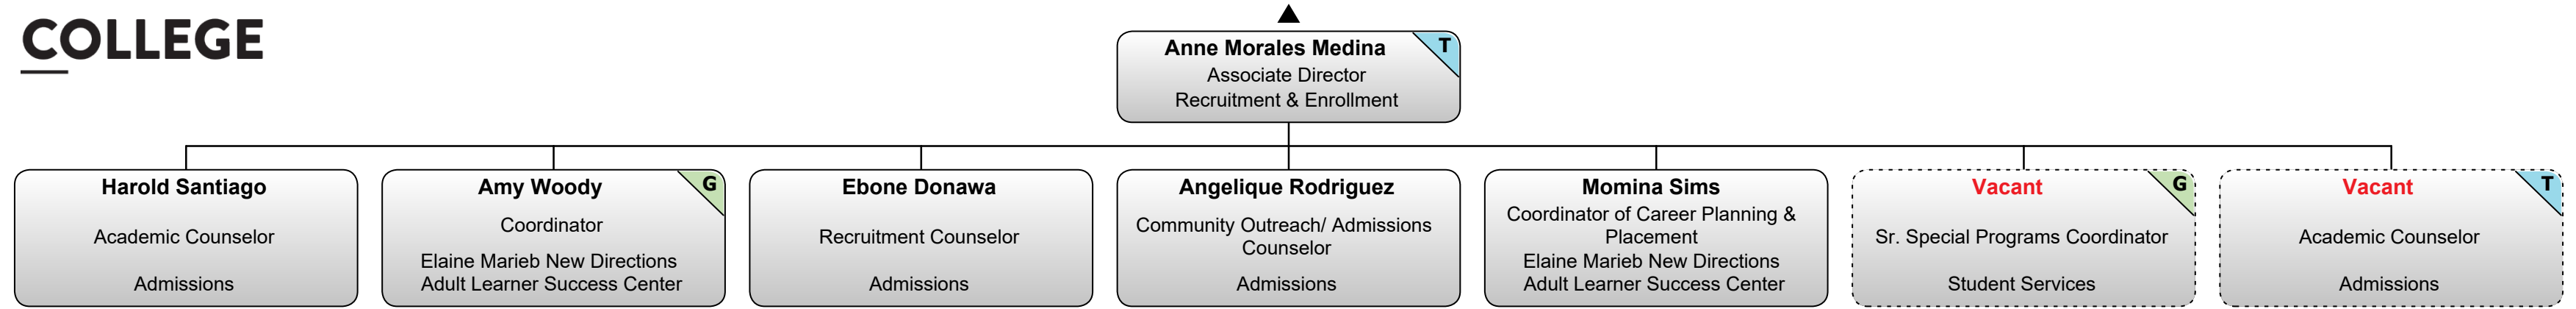 COLLEGE
Anne Morales Medina
T
Associate Director
Recruitment & Enrollment
Harold Santiago
Academic Counselor
Admissions
Amy Woody
G
Coordinator
Elaine Marieb New Directions
Adult Learner Success Center
Ebone Donawa
Recruitment Counselor
Admissions
Angelique Rodriguez
Community Outreach/ Admissions
Counselor
Admissions
Momina Sims
Coordinator of Career Planning &
Placement
Elaine Marieb New Directions
Adult Learner Success Center
Vacant
G
Sr. Special Programs Coordinator
Student Services
Vacant
T
Academic Counselor
Admissions